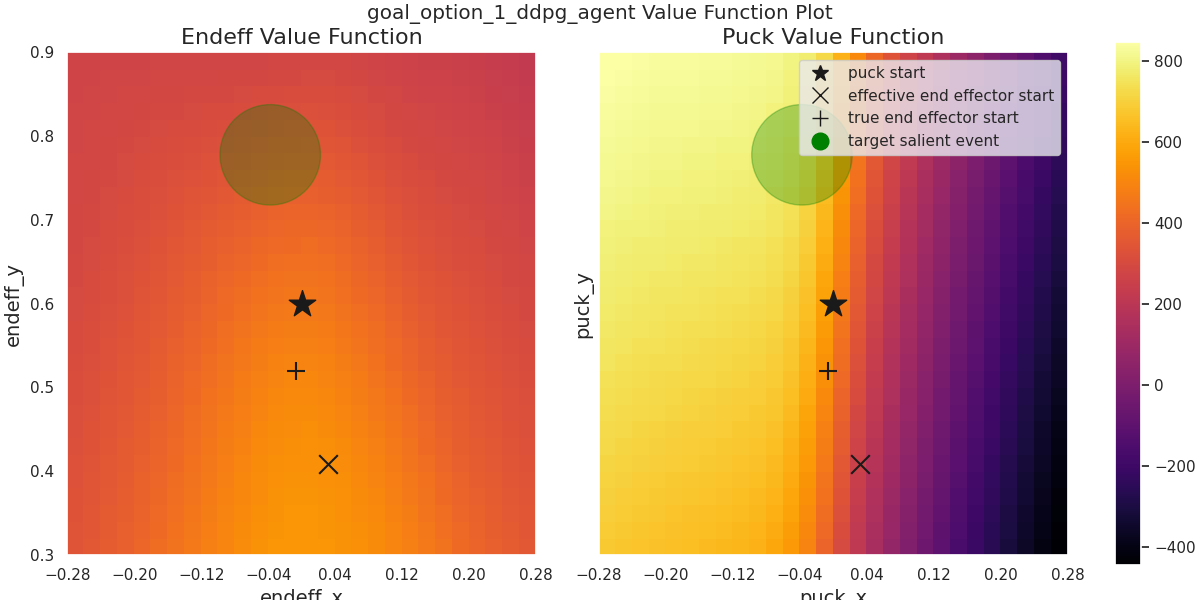 goal_option_1_ddpg_agent Value Function Plot
Endeff Value Function
Puck Value Function
puck start
effective end effector start
true end effector start
target salient event
endeff_y
0.9
0.8
0.7
0.6
0.5
0.4
0.3
−0.28 −0.20 −0.12 −0.04 0.04 0.12 0.20 0.28
endeff_x
puck_y
−0.28 −0.20 −0.12 −0.04 0.04 0.12 0.20 0.28
puck_x
800
600
400
200
0
−200
−400